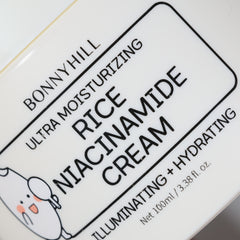 BONNYHILL
ULTRA MOISTURIZING
RICE
NIACINAMIDE
CREAM
ILLUMINATING + HYDRATING
Net 100ml / 3.38 fl. oz.